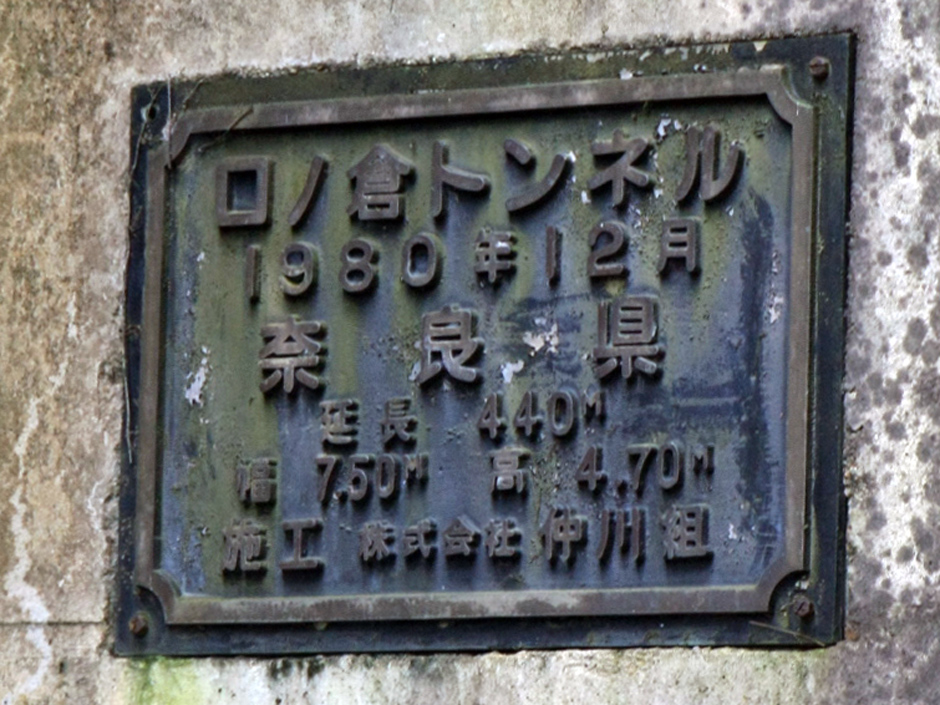 口ノ倉トンネル
1980年12月
奈良県
延長 440M
幅 7.50M 高 4.70M
施工 株式会社 仲川組